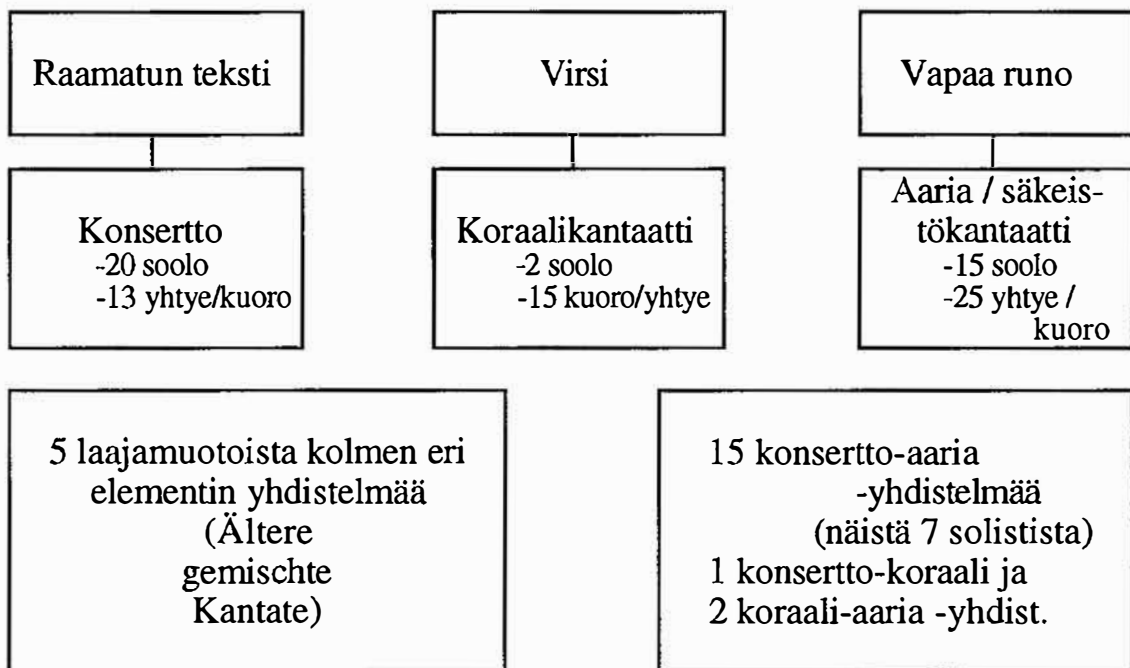 Raamatun teksti
Virsi
Vapaa runo
Konsertto
-20 soolo
-13 yhtye/kuoro
Koraalikantaatti
-2 soolo
-15 kuoro/yhtye
Aaria / säkeis-
tökantaatti
-15 soolo
-25 yhtye /
kuoro
5 laajamuotoista kolmen eri
elementin yhdistelmää
(Ältere
gemischte
Kantate)
15 konsertto-aaria
-yhdistelmää
(näistä 7 solistista)
1 konsertto-koraali ja
2 koraali-aaria -yhdist.